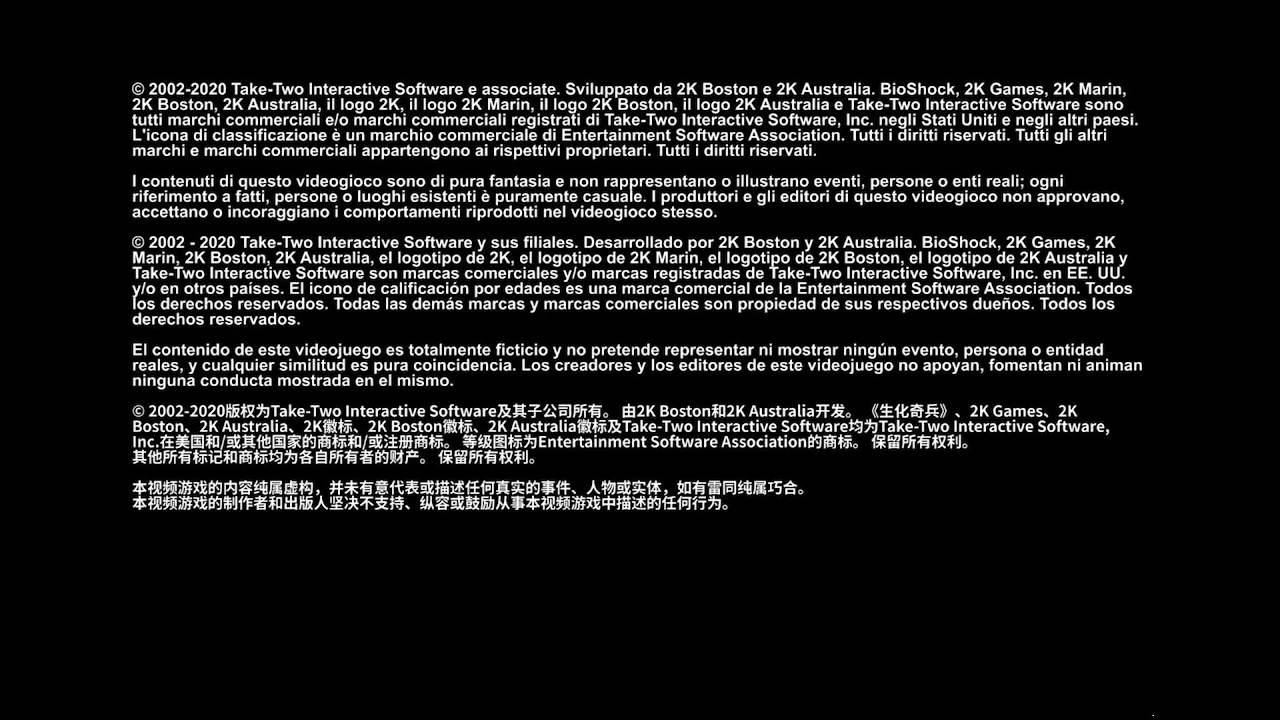 © 2002-2020 Take-Two Interactive Software e associate. Sviluppato da 2K Boston e 2K Australia. BioShock, 2K Games, 2K Marin,
2K Boston, 2K Australia, il logo 2K, il logo 2K Marin, il logo 2K Boston, il logo 2K Australia e Take-Two Interactive Software sono
tutti marchi commerciali e/o marchi commerciali registrati di Take-Two Interactive Software, Inc. negli Stati Uniti e negli altri paesi.
L'icona di classificazione è un marchio commerciale di Entertainment Software Association. Tutti i diritti riservati. Tutti gli altri
marchi e marchi commerciali appartengono ai rispettivi proprietari. Tutti i diritti riservati.
I contenuti di questo videogioco sono di pura fantasia e non rappresentano o illustrano eventi, persone o enti reali; ogni
riferimento a fatti, persone o luoghi esistenti è puramente casuale. I produttori e gli editori di questo videogioco non approvano,
accettano o incoraggiano i comportamenti riprodotti nel videogioco stesso.
© 2002 - 2020 Take-Two Interactive Software y sus filiales. Desarrollado por 2K Boston y 2K Australia. BioShock, 2K Games, 2K
Marin, 2K Boston, 2K Australia, el logotipo de 2K, el logotipo de 2K Marin, el logotipo de 2K Boston, el logotipo de 2K Australia y
Take-Two Interactive Software son marcas comerciales y/o marcas registradas de Take-Two Interactive Software, Inc. en EE. UU.
y/o en otros países. El icono de calificación por edades es una marca comercial de la Entertainment Software Association. Todos
los derechos reservados. Todas las demás marcas y marcas comerciales son propiedad de sus respectivos dueños. Todos los
derechos reservados.
El contenido de este videojuego es totalmente ficticio y no pretende representar ni mostrar ningún evento, persona o entidad
reales, y cualquier similitud es pura coincidencia. Los creadores y los editores de este videojuego no apoyan, fomentan ni animan
ninguna conducta mostrada en el mismo.
© 2002-2020版权为Take-Two Interactive Software及其子公司所有。 由2K Boston和2K Australia开发。 《生化奇兵》、2K Games、2K
Boston、2K Australia、2K徽标、2K Boston徽标、2K Australia徽标及Take-Two Interactive Software均为Take-Two Interactive Software,
Inc.在美国和/或其他国家的商标和/或注册商标。 等级图标为Entertainment Software Association的商标。 保留所有权利。
其他所有标记和商标均为各自所有者的财产。 保留所有权利。
本视频游戏的内容纯属虚构，并未有意代表或描述任何真实的事件、人物或实体，如有雷同纯属巧合。
本视频游戏的制作者和出版人坚决不支持、纵容或鼓励从事本视频游戏中描述的任何行为。